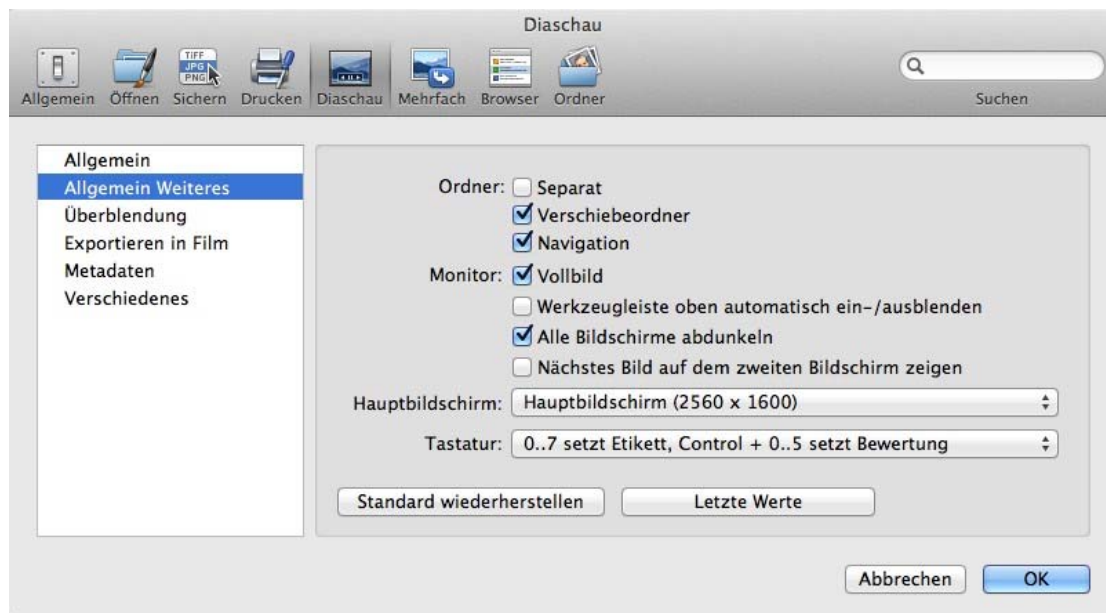 Diaschau
TIFF
JPG
PNG
Allgemein Öffnen Sichern Drucken Diaschau Mehrfach Browser Ordner Suchen
Allgemein
Allgemein Weiteres
Überblendung
Exportieren in Film
Metadaten
Verschiedenes
Ordner: Separat
Verschiebeordner
Navigation
Monitor: Vollbild
Werkzeugleiste oben automatisch ein-/ausblenden
Alle Bildschirme abdunkeln
Nächstes Bild auf dem zweiten Bildschirm zeigen
Hauptbildschirm: Hauptbildschirm (2560 x 1600)
Tastatur: 0..7 setzt Etikett, Control + 0..5 setzt Bewertung
Standard wiederherstellen Letzte Werte
Abbrechen OK